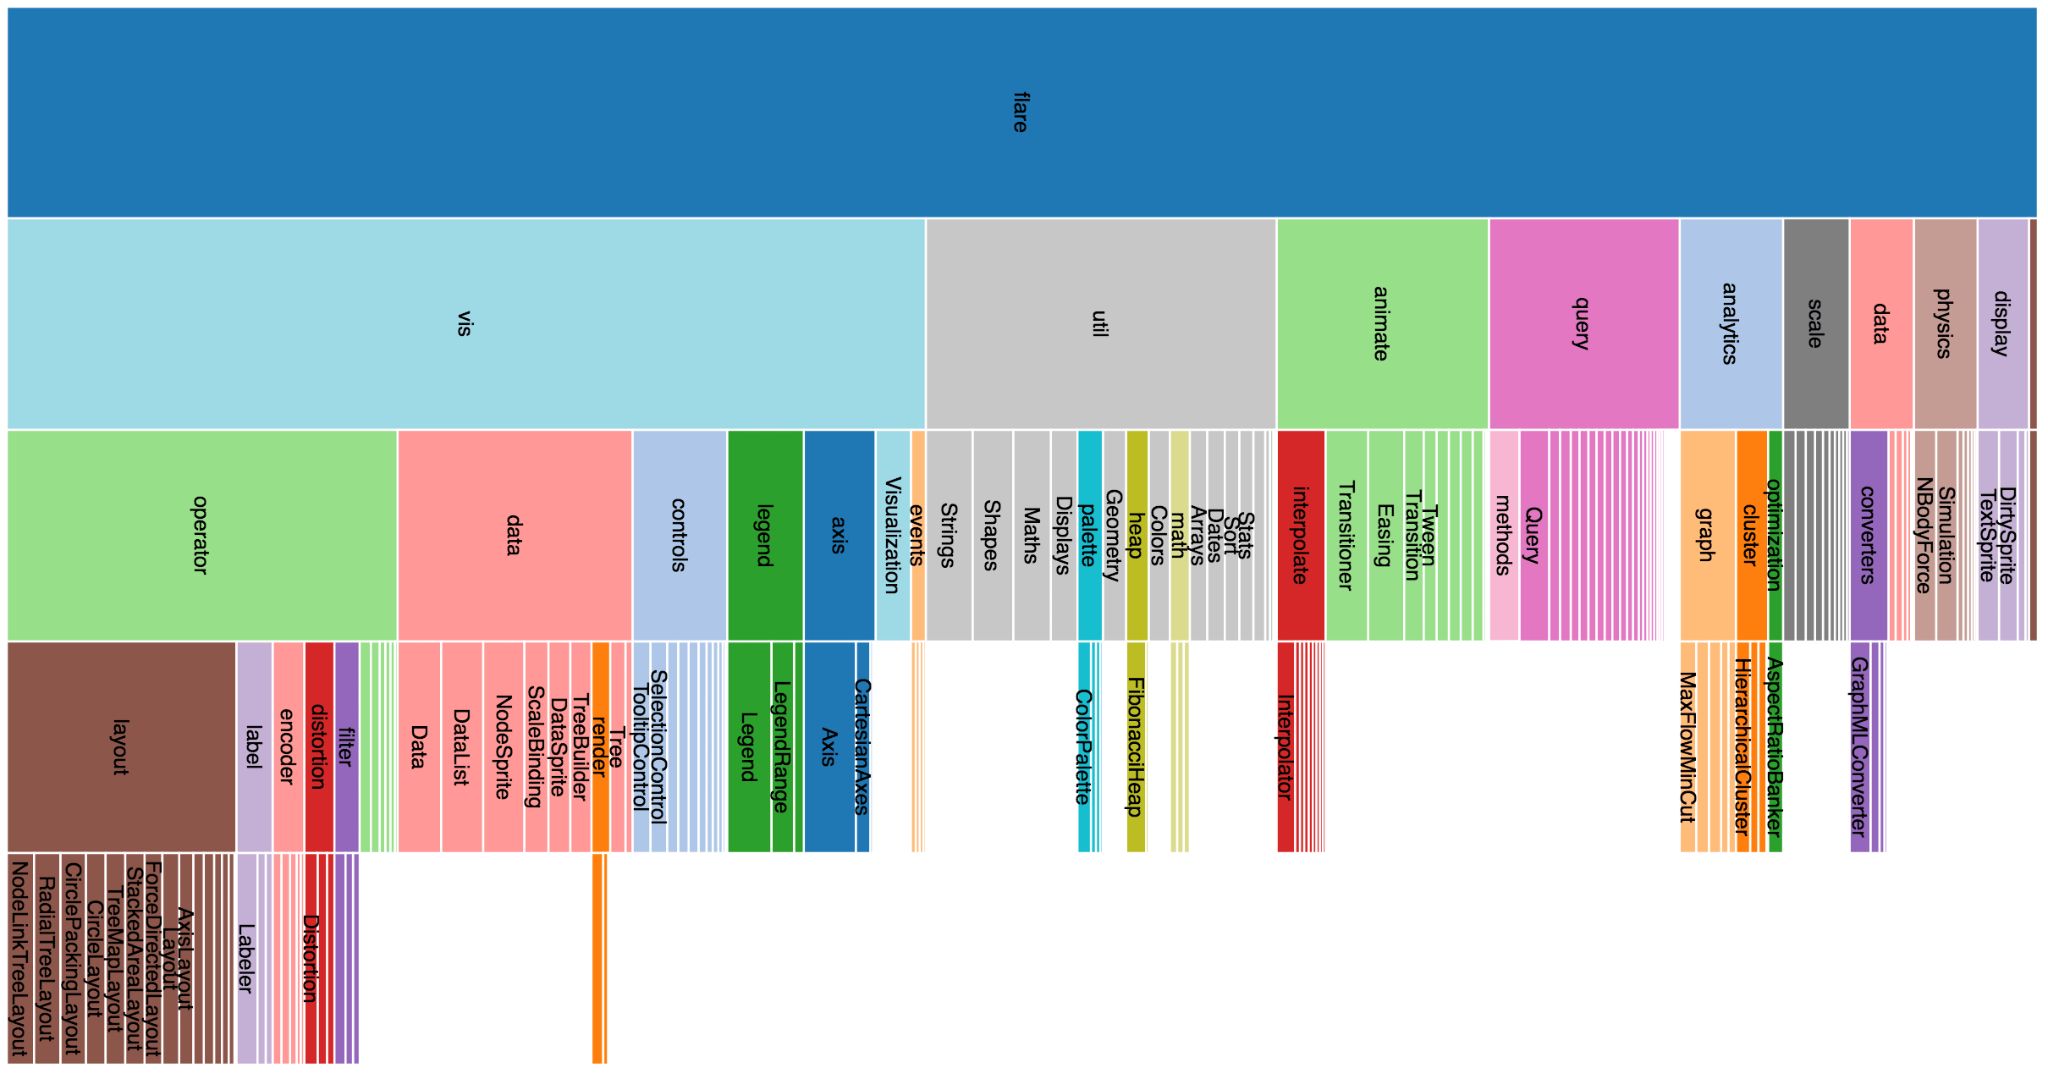 flare
vis
util
animate
query
analytics
scale
data
physics
display
operator
data
controls
legend
axis
Visualization
events
Strings
Shapes
Maths
Displays
palette
Geometry
heap
Colors
math
Arrays
Dates
Sort
Stats
interpolate
Transitioner
Easing
Transition
Tween
methods
Query
graph
cluster
optimization
converters
NBodyForce
Simulation
TextSprite
DirtySprite
layout
label
encoder
distortion
filter
Data
DataList
NodeSprite
ScaleBinding
DataSprite
TreeBuilder
render
Tree
TooltipControl
SelectionControl
Legend
LegendRange
Axis
CartesianAxes
ColorPalette
FibonacciHeap
Interpolator
MaxFlowMinCut
HierarchicalCluster
AspectRatioBanker
GraphMLConverter
NodeLinkTreeLayout
RadialTreeLayout
CirclePackingLayout
CircleLayout
TreeMapLayout
StackedAreaLayout
ForceDirectedLayout
Layout
AxisLayout
Labeler
Distortion